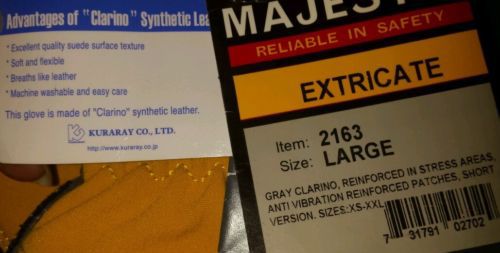 Advantages of "Clarino" Synthetic
• Excellent quality suede surface texture
• Soft and flexible
• Breaths like leather
• Machine washable and easy care
This glove is made of "Clarino" synthetic leather.
KURARAY CO., LTD.
http://www.kuraray.co.jp
MAJEST
RELIABLE IN SAFETY
EXTRICATE
Item: 2163
Size: LARGE
GRAY CLARINO, REINFORCED IN STRESS AREAS,
ANTI VIBRATION REINFORCED PATCHES, SHORT
VERSION. SIZES:XS-XXL
7 31791 02702